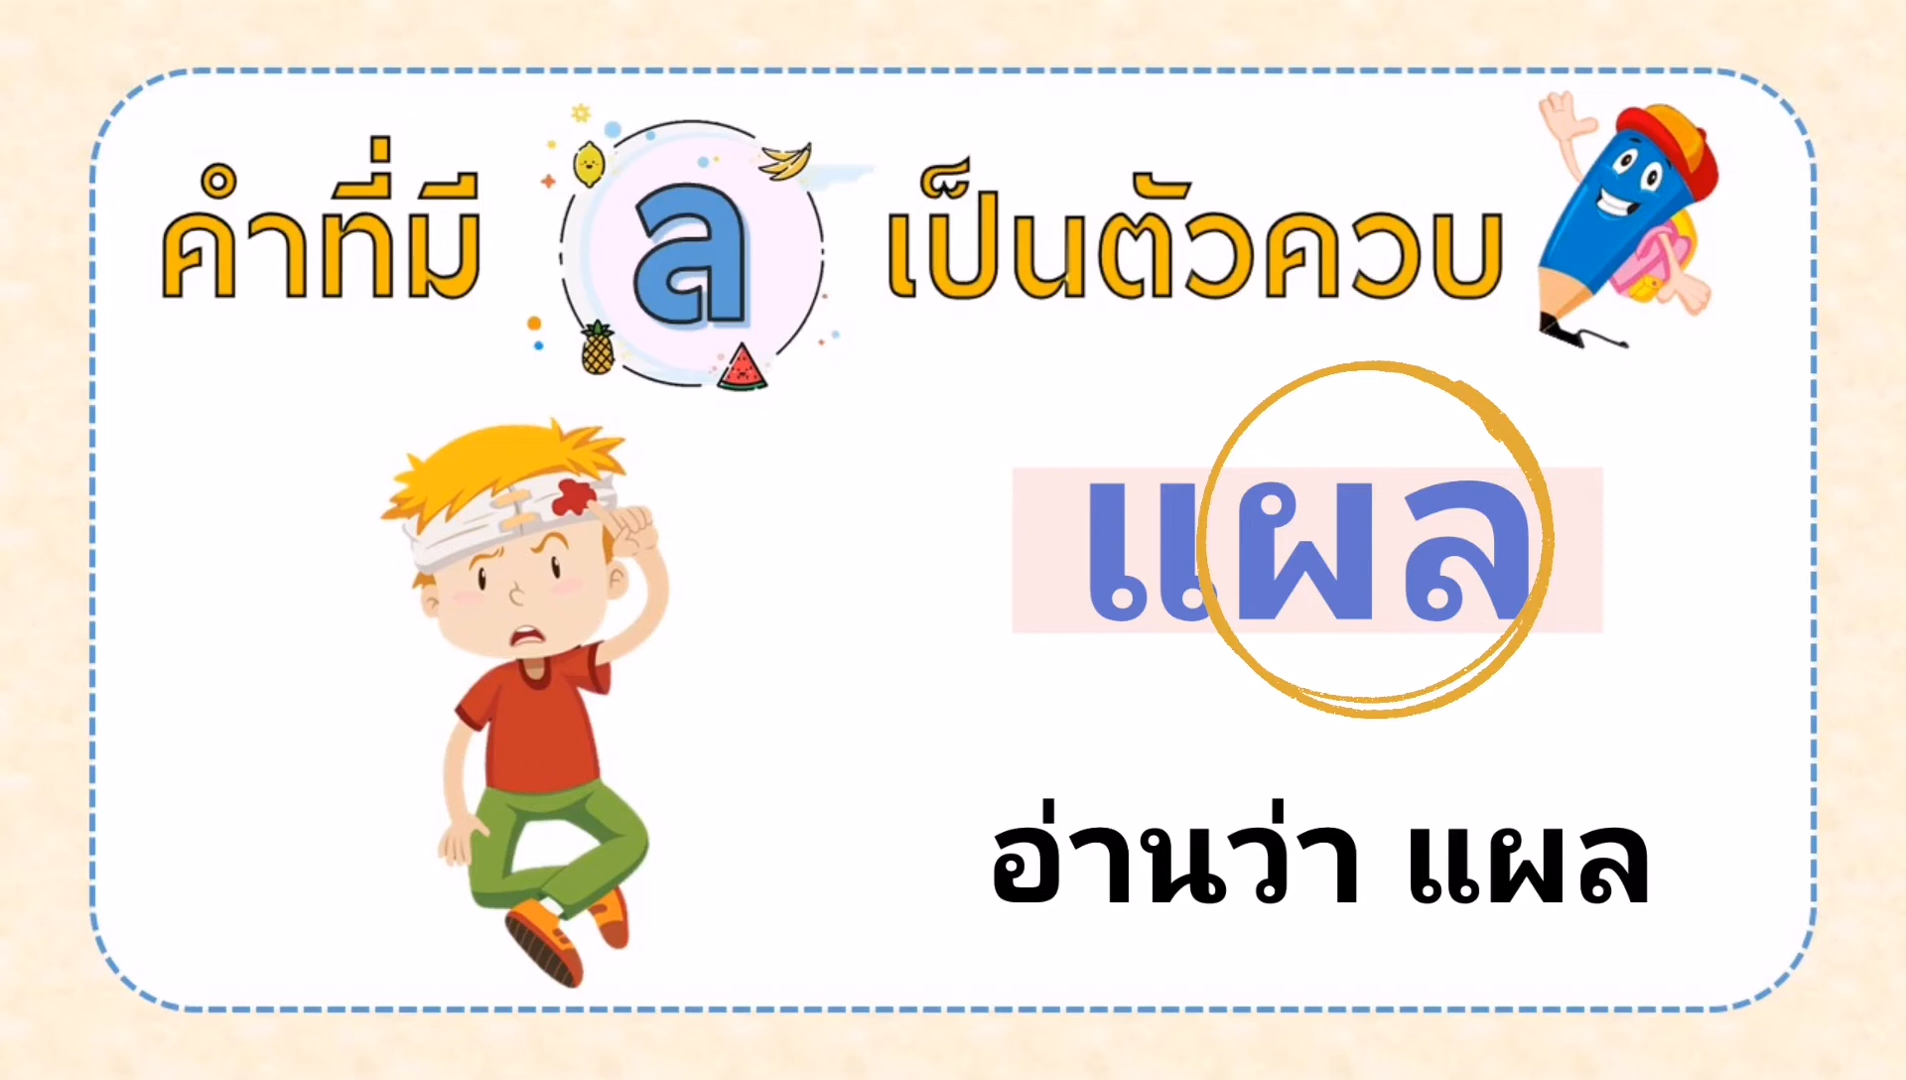 คำที่มี ล เป็นตัวควบ
แผล
อ่านว่า แผล